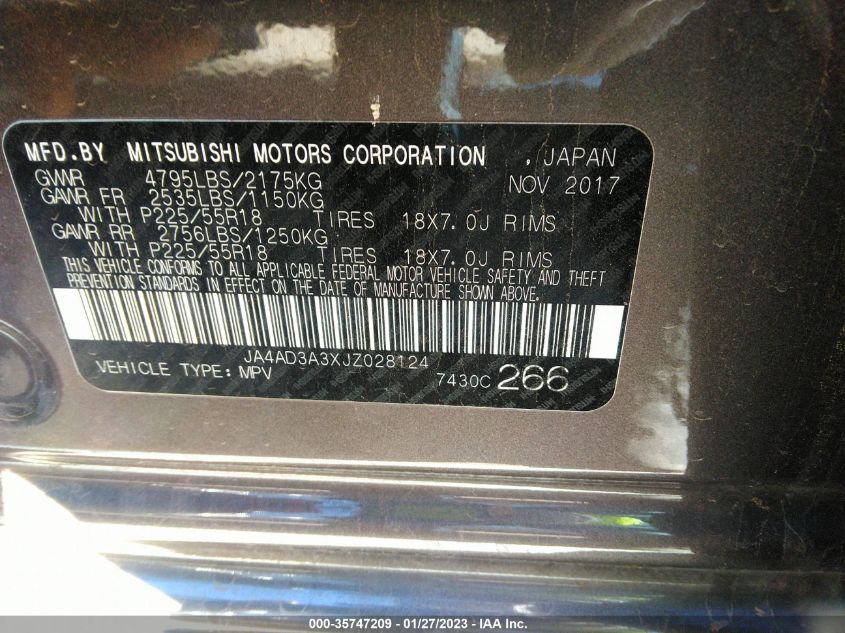 MFD.BY MITSUBISHI MOTORS CORPORATION , JAPAN
GWWR 4795LBS/2175KG NOV 2017
GAWR FR 2535LBS/1150KG
WITH P225/55R18 TIRES 18X7.0J RIMS
GAWR RR 2756LBS/1250KG
WITH P225/55R18 TIRES 18X7.0J RIMS
THIS VEHICLE CONFORMS TO ALL APPLICABLE FEDERAL MOTOR VEHICLE SAFETY AND THEFT
PREVENTION STANDARDS IN EFFECT ON THE DATE OF MANUFACTURE SHOWN ABOVE.
JA4AD3A3XJZ028124
VEHICLE TYPE: MPV 7430C 266
000-35747209 - 01/27/2023 - IAAI.COM